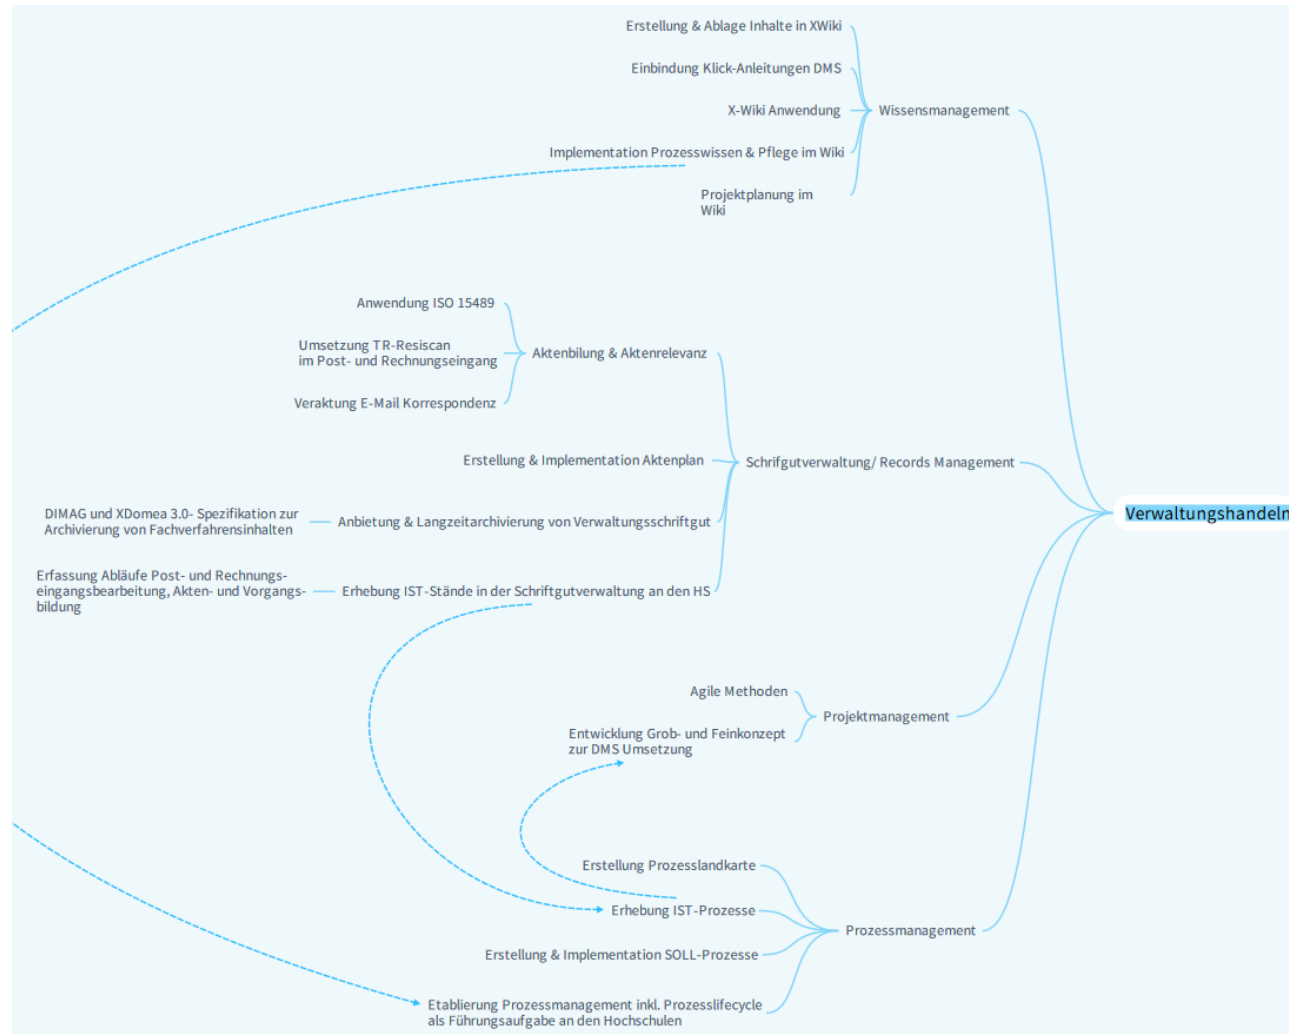 Erstellung & Ablage Inhalte in XWiki
Einbindung Klick-Anleitungen DMS
X-Wiki Anwendung
Wissensmanagement
Implementation Prozesswissen & Pflege im Wiki
Projektplanung im
Wiki
Anwendung ISO 15489
Umsetzung TR-Resiscan
im Post- und Rechnungseingang
Aktenbilung & Aktenrelevanz
Veraktung E-Mail Korrespondenz
Erstellung & Implementation Aktenplan
Schrifgutverwaltung/ Records Management
DIMAG und XDomea 3.0- Spezifikation zur
Archivierung von Fachverfahrensinhalten
Anbietung & Langzeitarchivierung von Verwaltungsschriftgut
Verwaltungshandeln
Erfassung Abläufe Post- und Rechnungs-
eingangsbearbeitung, Akten- und Vorgangs-
bildung
Erhebung IST-Stände in der Schriftgutverwaltung an den HS
Agile Methoden
Projektmanagement
Entwicklung Grob- und Feinkonzept
zur DMS Umsetzung
Erstellung Prozesslandkarte
Erhebung IST-Prozesse
Prozessmanagement
Erstellung & Implementation SOLL-Prozesse
Etablierung Prozessmanagement inkl. Prozesslifecycle
als Führungsaufgabe an den Hochschulen